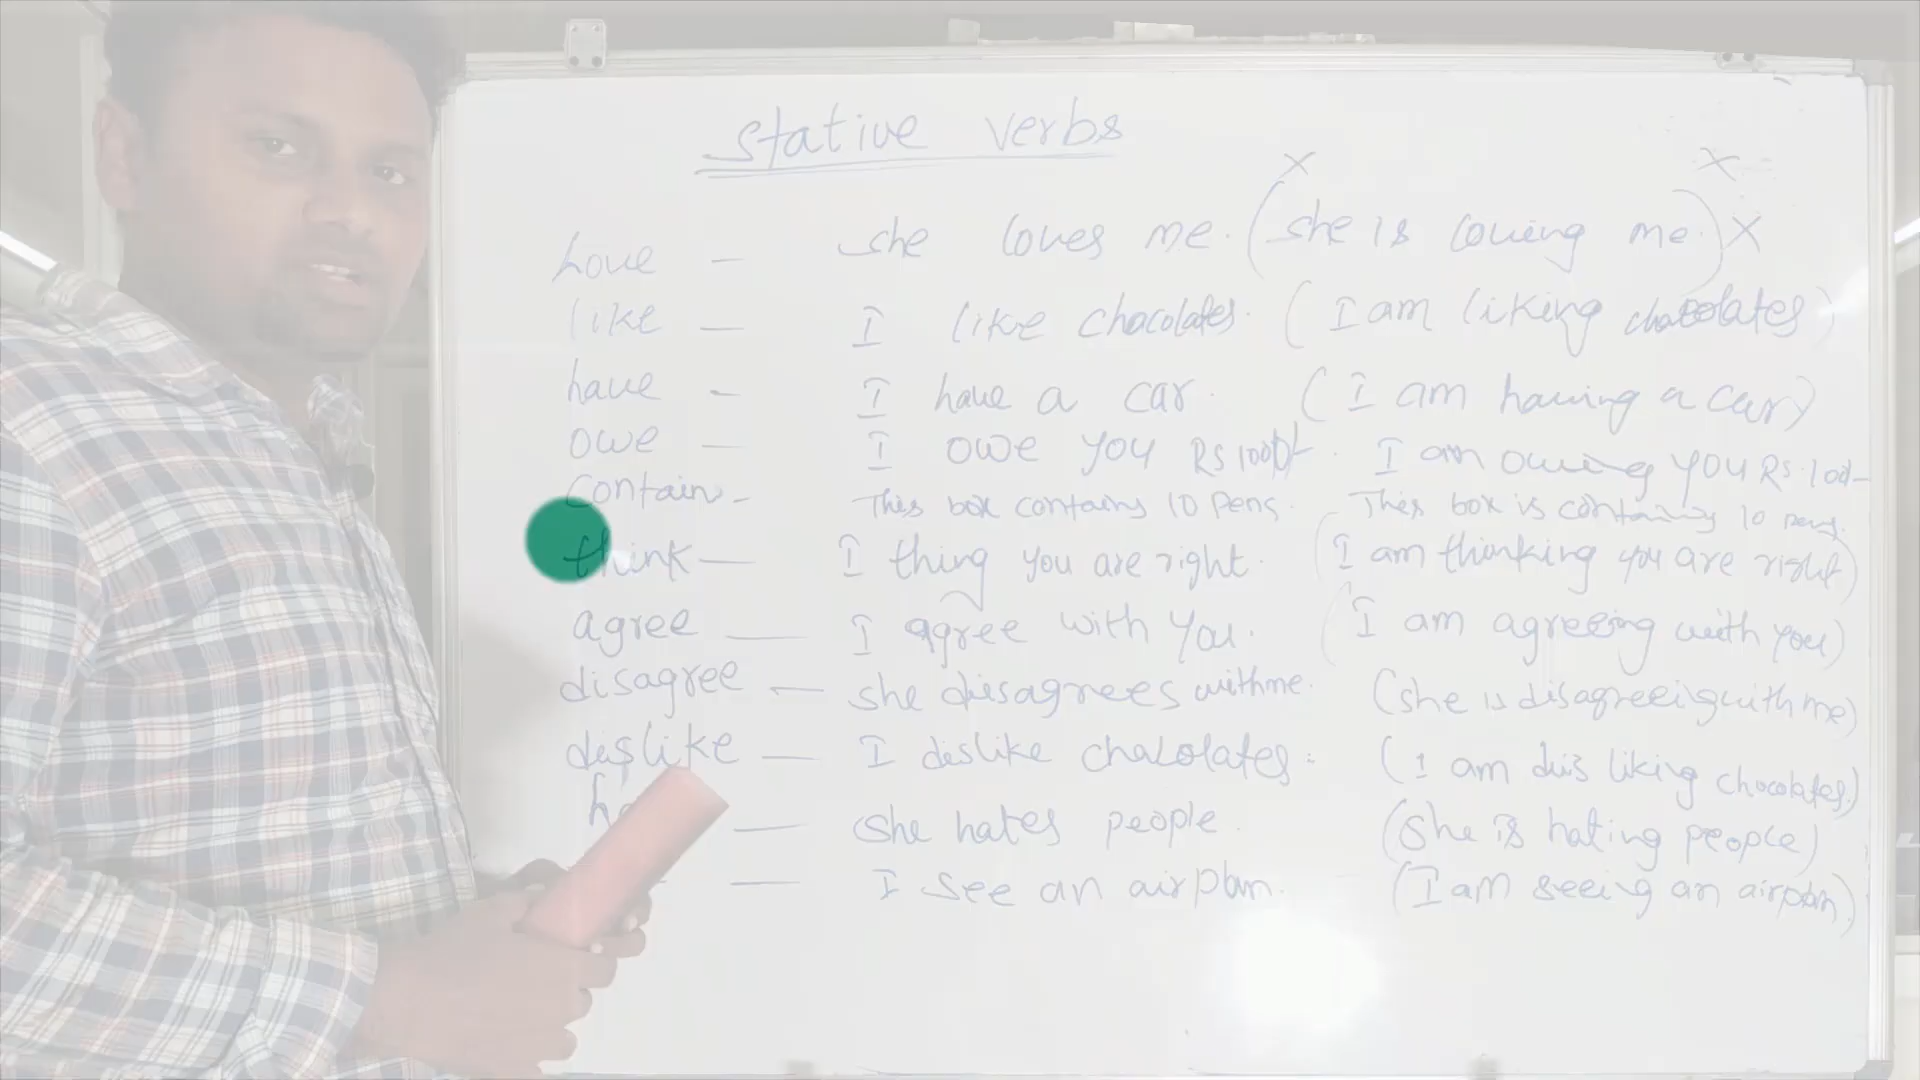 Stative verbs
X X
love — she loves me. (she is loving me.) X
like — I like chacolates. (I am liking chacolates)
have — I have a car. (I am having a car)
owe — I owe you Rs 1000/- . I am owing you Rs. 100-
Contain - This box contains 10 Pens. This box is containing 10 pens.
think — I thing you are right. (I am thinking you are right)
agree — I agree with you. (I am agreeing with you)
disagree — she disagrees with me. (she is disagreeing with me)
dislike — I dislike chacolates. (I am dis liking chocolates.)
— she hates people. (she is hating people)
— I see an airplan. (I am seeing an airplan)